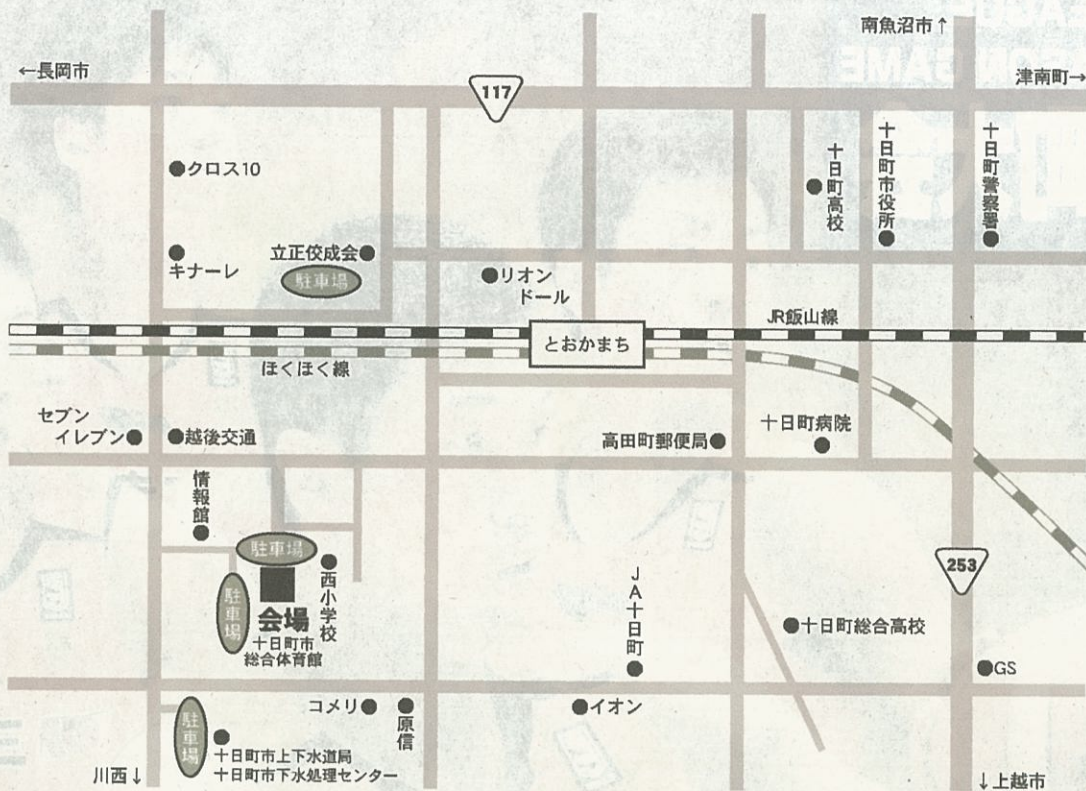 南魚沼市↑
←長岡市
津南町→
117
クロス10
十日町高校
十日町市役所
十日町警察署
キナーレ
立正佼成会
駐車場
リオン
ドール
JR飯山線
とおかまち
ほくほく線
セブン
イレブン
越後交通
高田町郵便局
十日町病院
情報館
駐車場
西小学校
駐車場
会場
十日町市
総合体育館
JA十日町
253
十日町総合高校
GS
コメリ
原信
イオン
駐車場
十日町市上下水道局
十日町市下水処理センター
川西↓
↓上越市